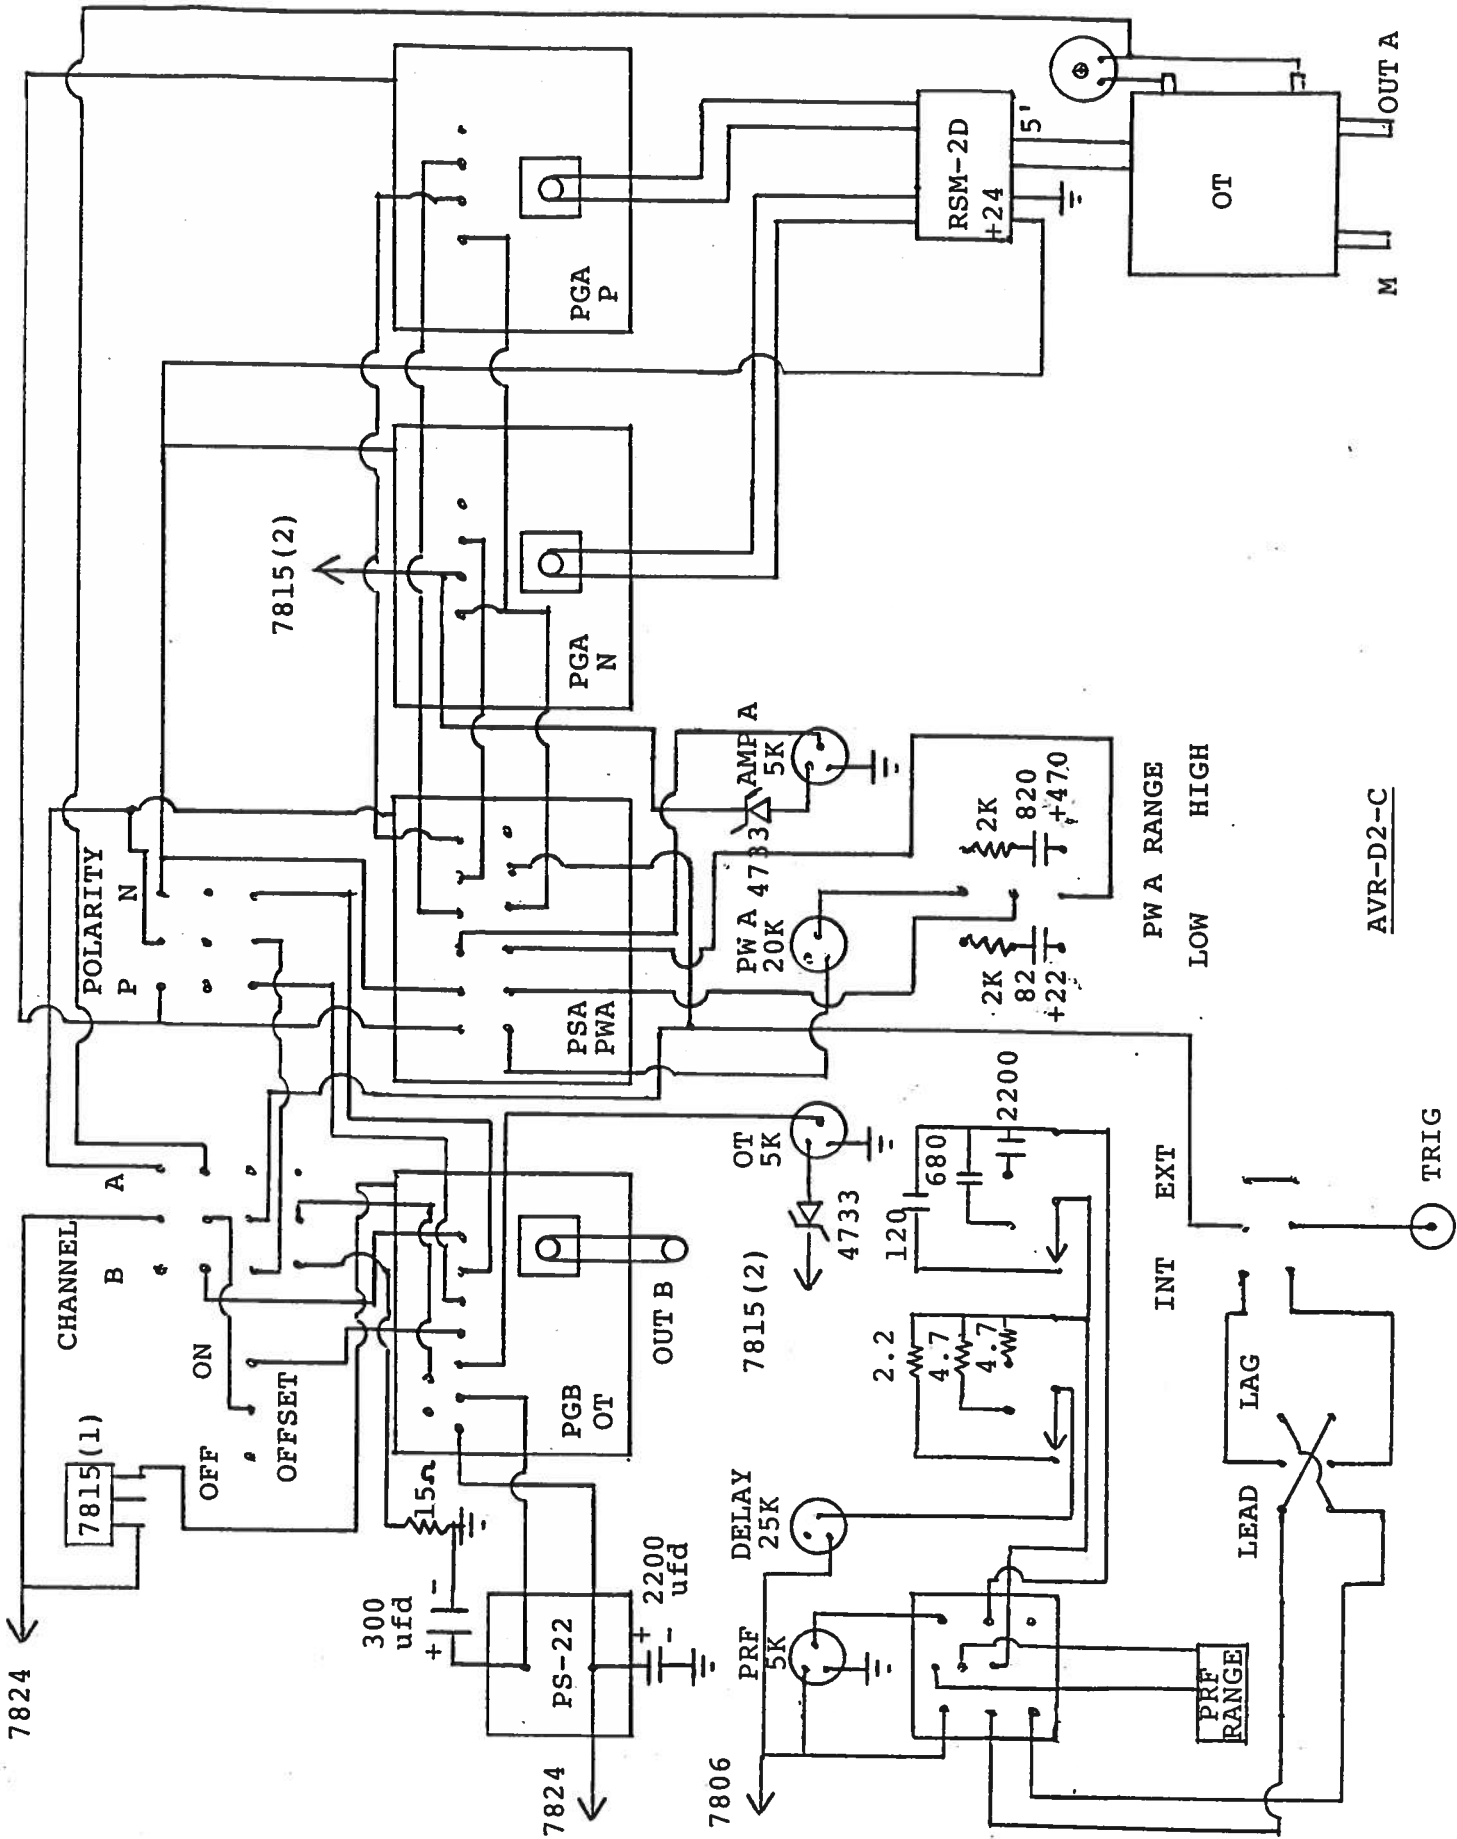 7824
7815(1)
OFF
ON
OFFSET
CHANNEL
B
A
POLARITY
P
N
7815(2)
300
ufd
+
-
15Ω
PS-22
7824
+
-
2200
ufd
PGB
OT
OUT B
PSA
PWA
PGA
N
PGA
P
RSM-2D
+24
5'
OT
M
OUT A
7806
PRF
5K
DELAY
25K
7815(2)
4733
OT
5K
PW A
20K
4733
AMP A
5K
2.2
4.7
4.7
120
680
2200
2K
82
+22
2K
820
+470
PW A RANGE
LOW
HIGH
PRF
RANGE
LEAD
LAG
INT
EXT
TRIG
AVR-D2-C